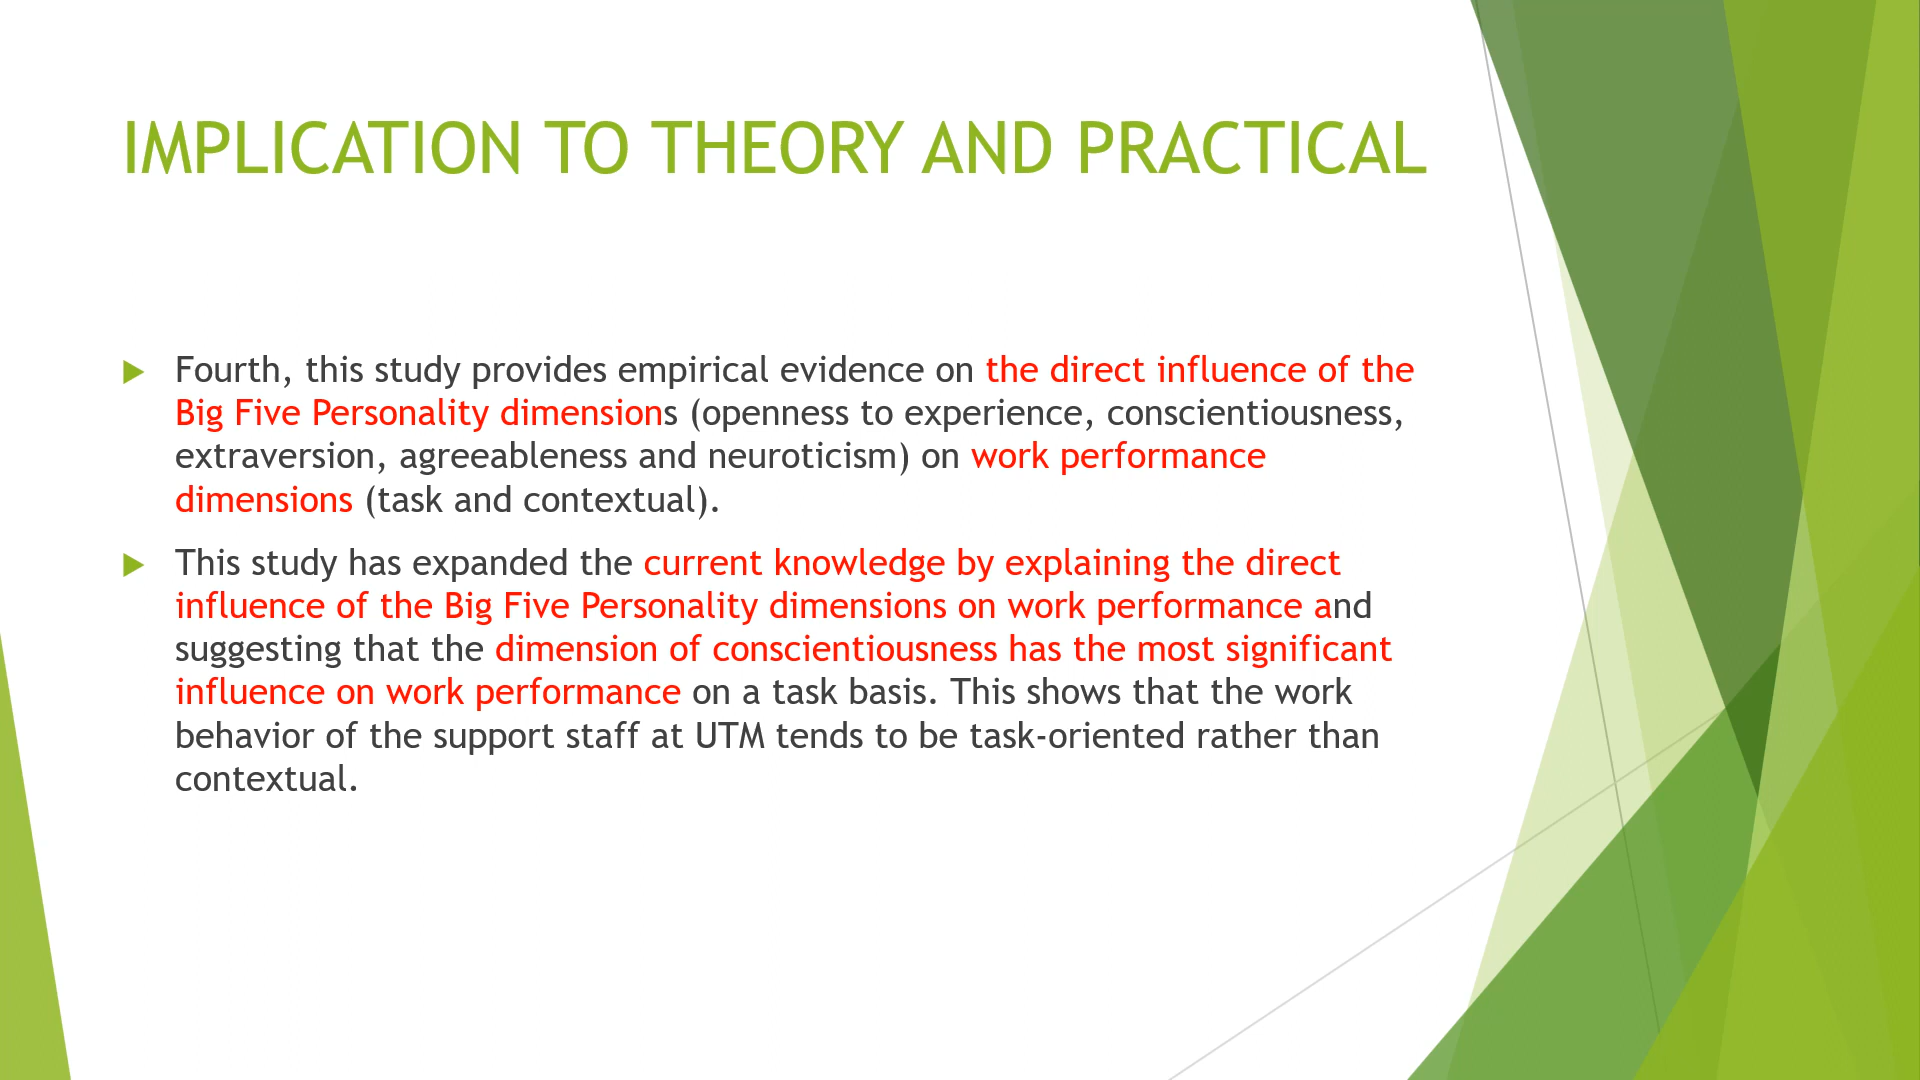 IMPLICATION TO THEORY AND PRACTICAL
Fourth, this study provides empirical evidence on the direct influence of the
Big Five Personality dimensions (openness to experience, conscientiousness,
extraversion, agreeableness and neuroticism) on work performance
dimensions (task and contextual).
This study has expanded the current knowledge by explaining the direct
influence of the Big Five Personality dimensions on work performance and
suggesting that the dimension of conscientiousness has the most significant
influence on work performance on a task basis. This shows that the work
behavior of the support staff at UTM tends to be task-oriented rather than
contextual.